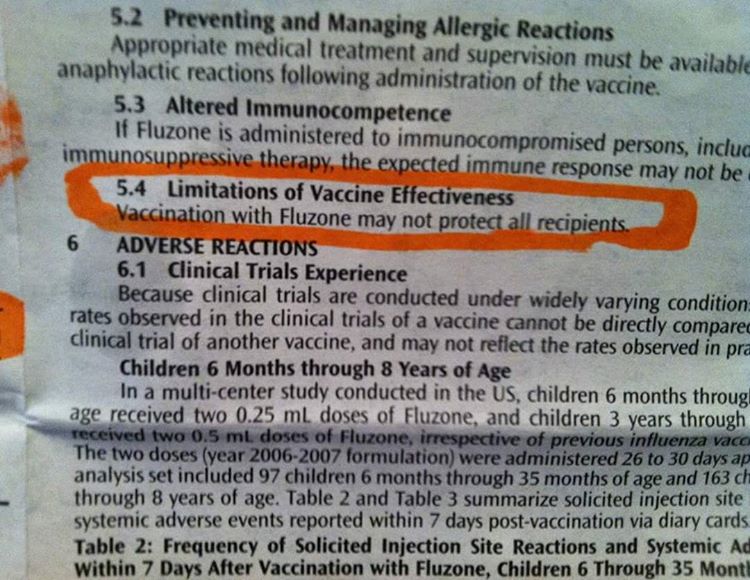 5.2 Preventing and Managing Allergic Reactions
Appropriate medical treatment and supervision must be available
anaphylactic reactions following administration of the vaccine.
5.3 Altered Immunocompetence
If Fluzone is administered to immunocompromised persons, includ
immunosuppressive therapy, the expected immune response may not be
5.4 Limitations of Vaccine Effectiveness
Vaccination with Fluzone may not protect all recipients.
6 ADVERSE REACTIONS
6.1 Clinical Trials Experience
Because clinical trials are conducted under widely varying condition
rates observed in the clinical trials of a vaccine cannot be directly compared
clinical trial of another vaccine, and may not reflect the rates observed in pra
Children 6 Months through 8 Years of Age
In a multi-center study conducted in the US, children 6 months throug
age received two 0.25 mL doses of Fluzone, and children 3 years through
received two 0.5 mL doses of Fluzone, irrespective of previous influenza vacc
The two doses (year 2006-2007 formulation) were administered 26 to 30 days ap
analysis set included 97 children 6 months through 35 months of age and 163 ch
through 8 years of age. Table 2 and Table 3 summarize solicited injection site
systemic adverse events reported within 7 days post-vaccination via diary cards.
Table 2: Frequency of Solicited Injection Site Reactions and Systemic Ad
Within 7 Days After Vaccination with Fluzone, Children 6 Through 35 Mont